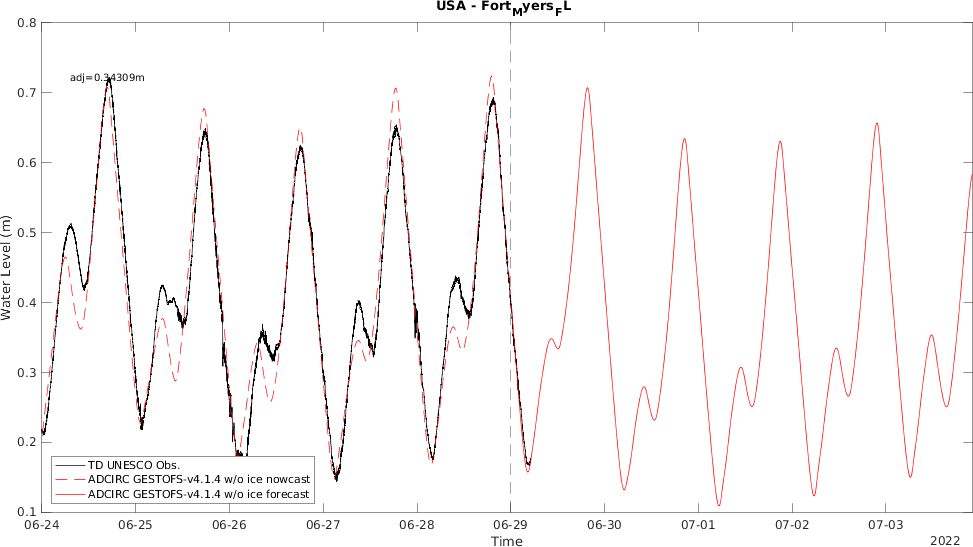 USA - Fort_Myers_FL
0.8
adj=0.34309m
0.7
0.6
0.5
Water Level (m)
0.4
0.3
0.2
TD UNESCO Obs.
ADCIRC GESTOFS-v4.1.4 w/o ice nowcast
ADCIRC GESTOFS-v4.1.4 w/o ice forecast
0.1
06-24 06-25 06-26 06-27 06-28 06-29 06-30 07-01 07-02 07-03
Time
2022